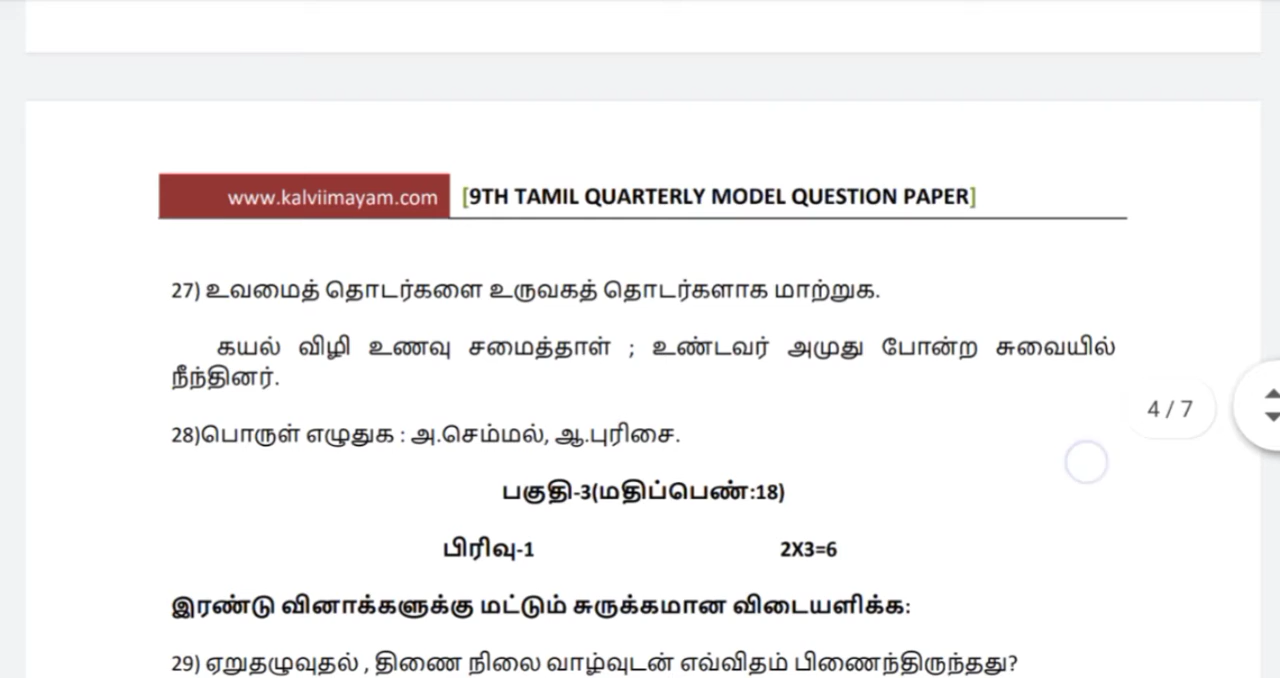 www.kalviimayam.com [9TH TAMIL QUARTERLY MODEL QUESTION PAPER]
27) உவமைத் தொடர்களை உருவகத் தொடர்களாக மாற்றுக.
கயல் விழி உணவு சமைத்தாள் ; உண்டவர் அமுது போன்ற சுவையில்
நீந்தினர்.
4 / 7
28)பொருள் எழுதுக : அ.செம்மல், ஆ.புரிசை.
பகுதி-3(மதிப்பெண்:18)
பிரிவு-1 2X3=6
இரண்டு வினாக்களுக்கு மட்டும் சுருக்கமான விடையளிக்க:
29) ஏறுதழுவுதல் , திணை நிலை வாழ்வுடன் எவ்விதம் பிணைந்திருந்தது?